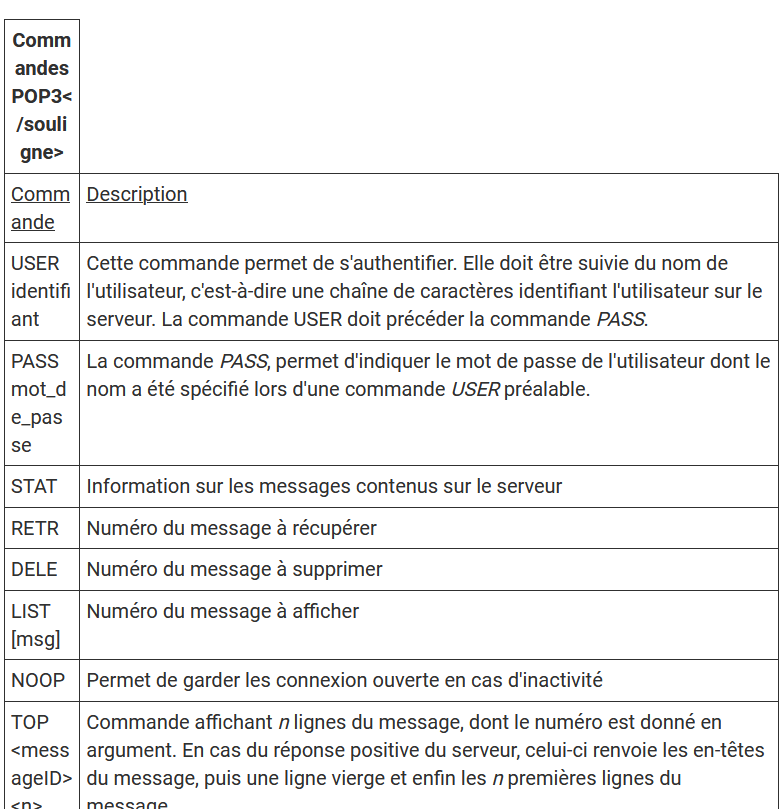 Comm
andes
POP3<
/souli
gne>
Comm Description
ande
USER Cette commande permet de s'authentifier. Elle doit être suivie du nom de
identifi l'utilisateur, c'est-à-dire une chaîne de caractères identifiant l'utilisateur sur le
ant serveur. La commande USER doit précéder la commande PASS.
PASS La commande PASS, permet d'indiquer le mot de passe de l'utilisateur dont le
mot_d nom a été spécifié lors d'une commande USER préalable.
e_pas
se
STAT Information sur les messages contenus sur le serveur
RETR Numéro du message à récupérer
DELE Numéro du message à supprimer
LIST Numéro du message à afficher
[msg]
NOOP Permet de garder les connexion ouverte en cas d'inactivité
TOP Commande affichant n lignes du message, dont le numéro est donné en
<mess argument. En cas du réponse positive du serveur, celui-ci renvoie les en-têtes
ageID> du message, puis une ligne vierge et enfin les n premières lignes du
<n> message